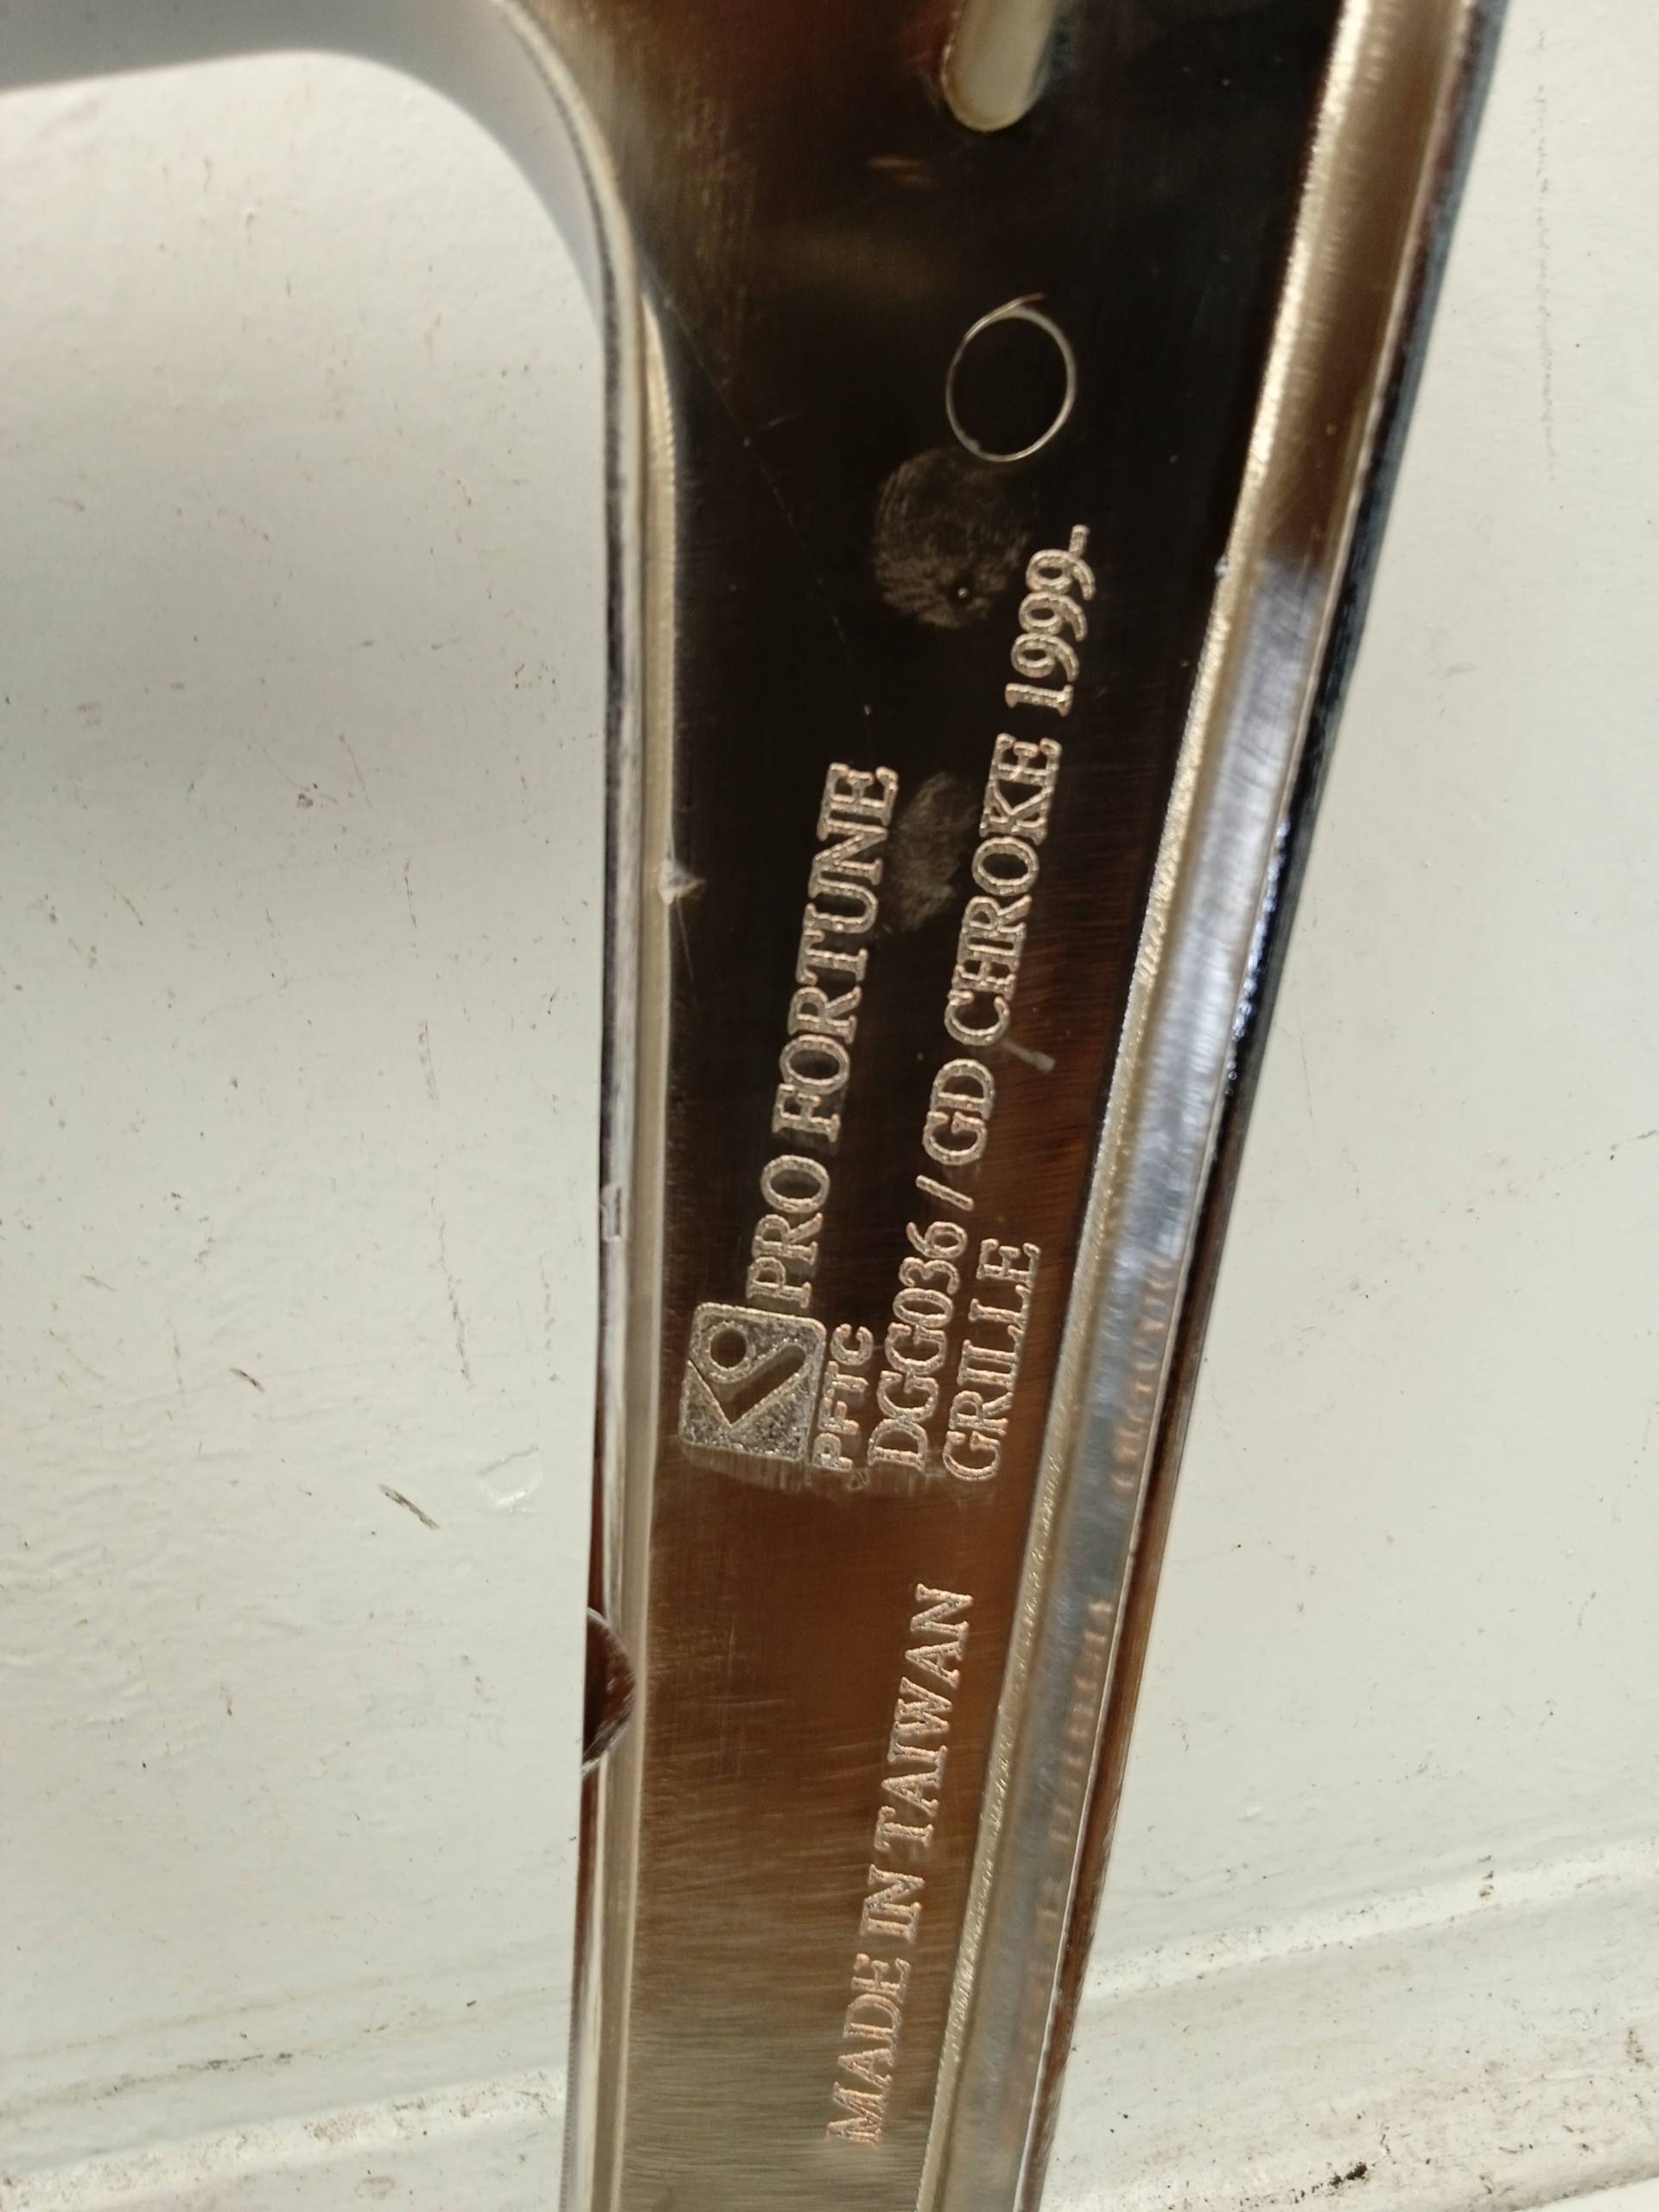 PRO FORTUNE
PFTC
DGG036 / GD CHROKE 1999-
GRILLE
MADE IN TAIWAN